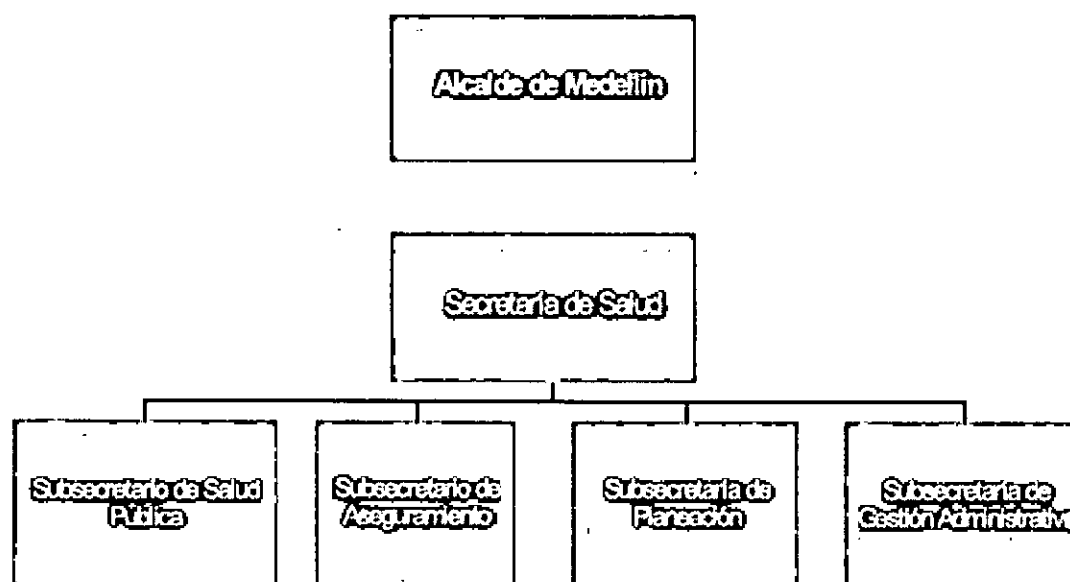 Alcalde de Medellín
Secretaría de Salud
Subsecretario de Salud
Pública
Subsecretario de
Aseguramiento
Subsecretaría de
Planeación
Subsecretaría de
Gestión Administrativ